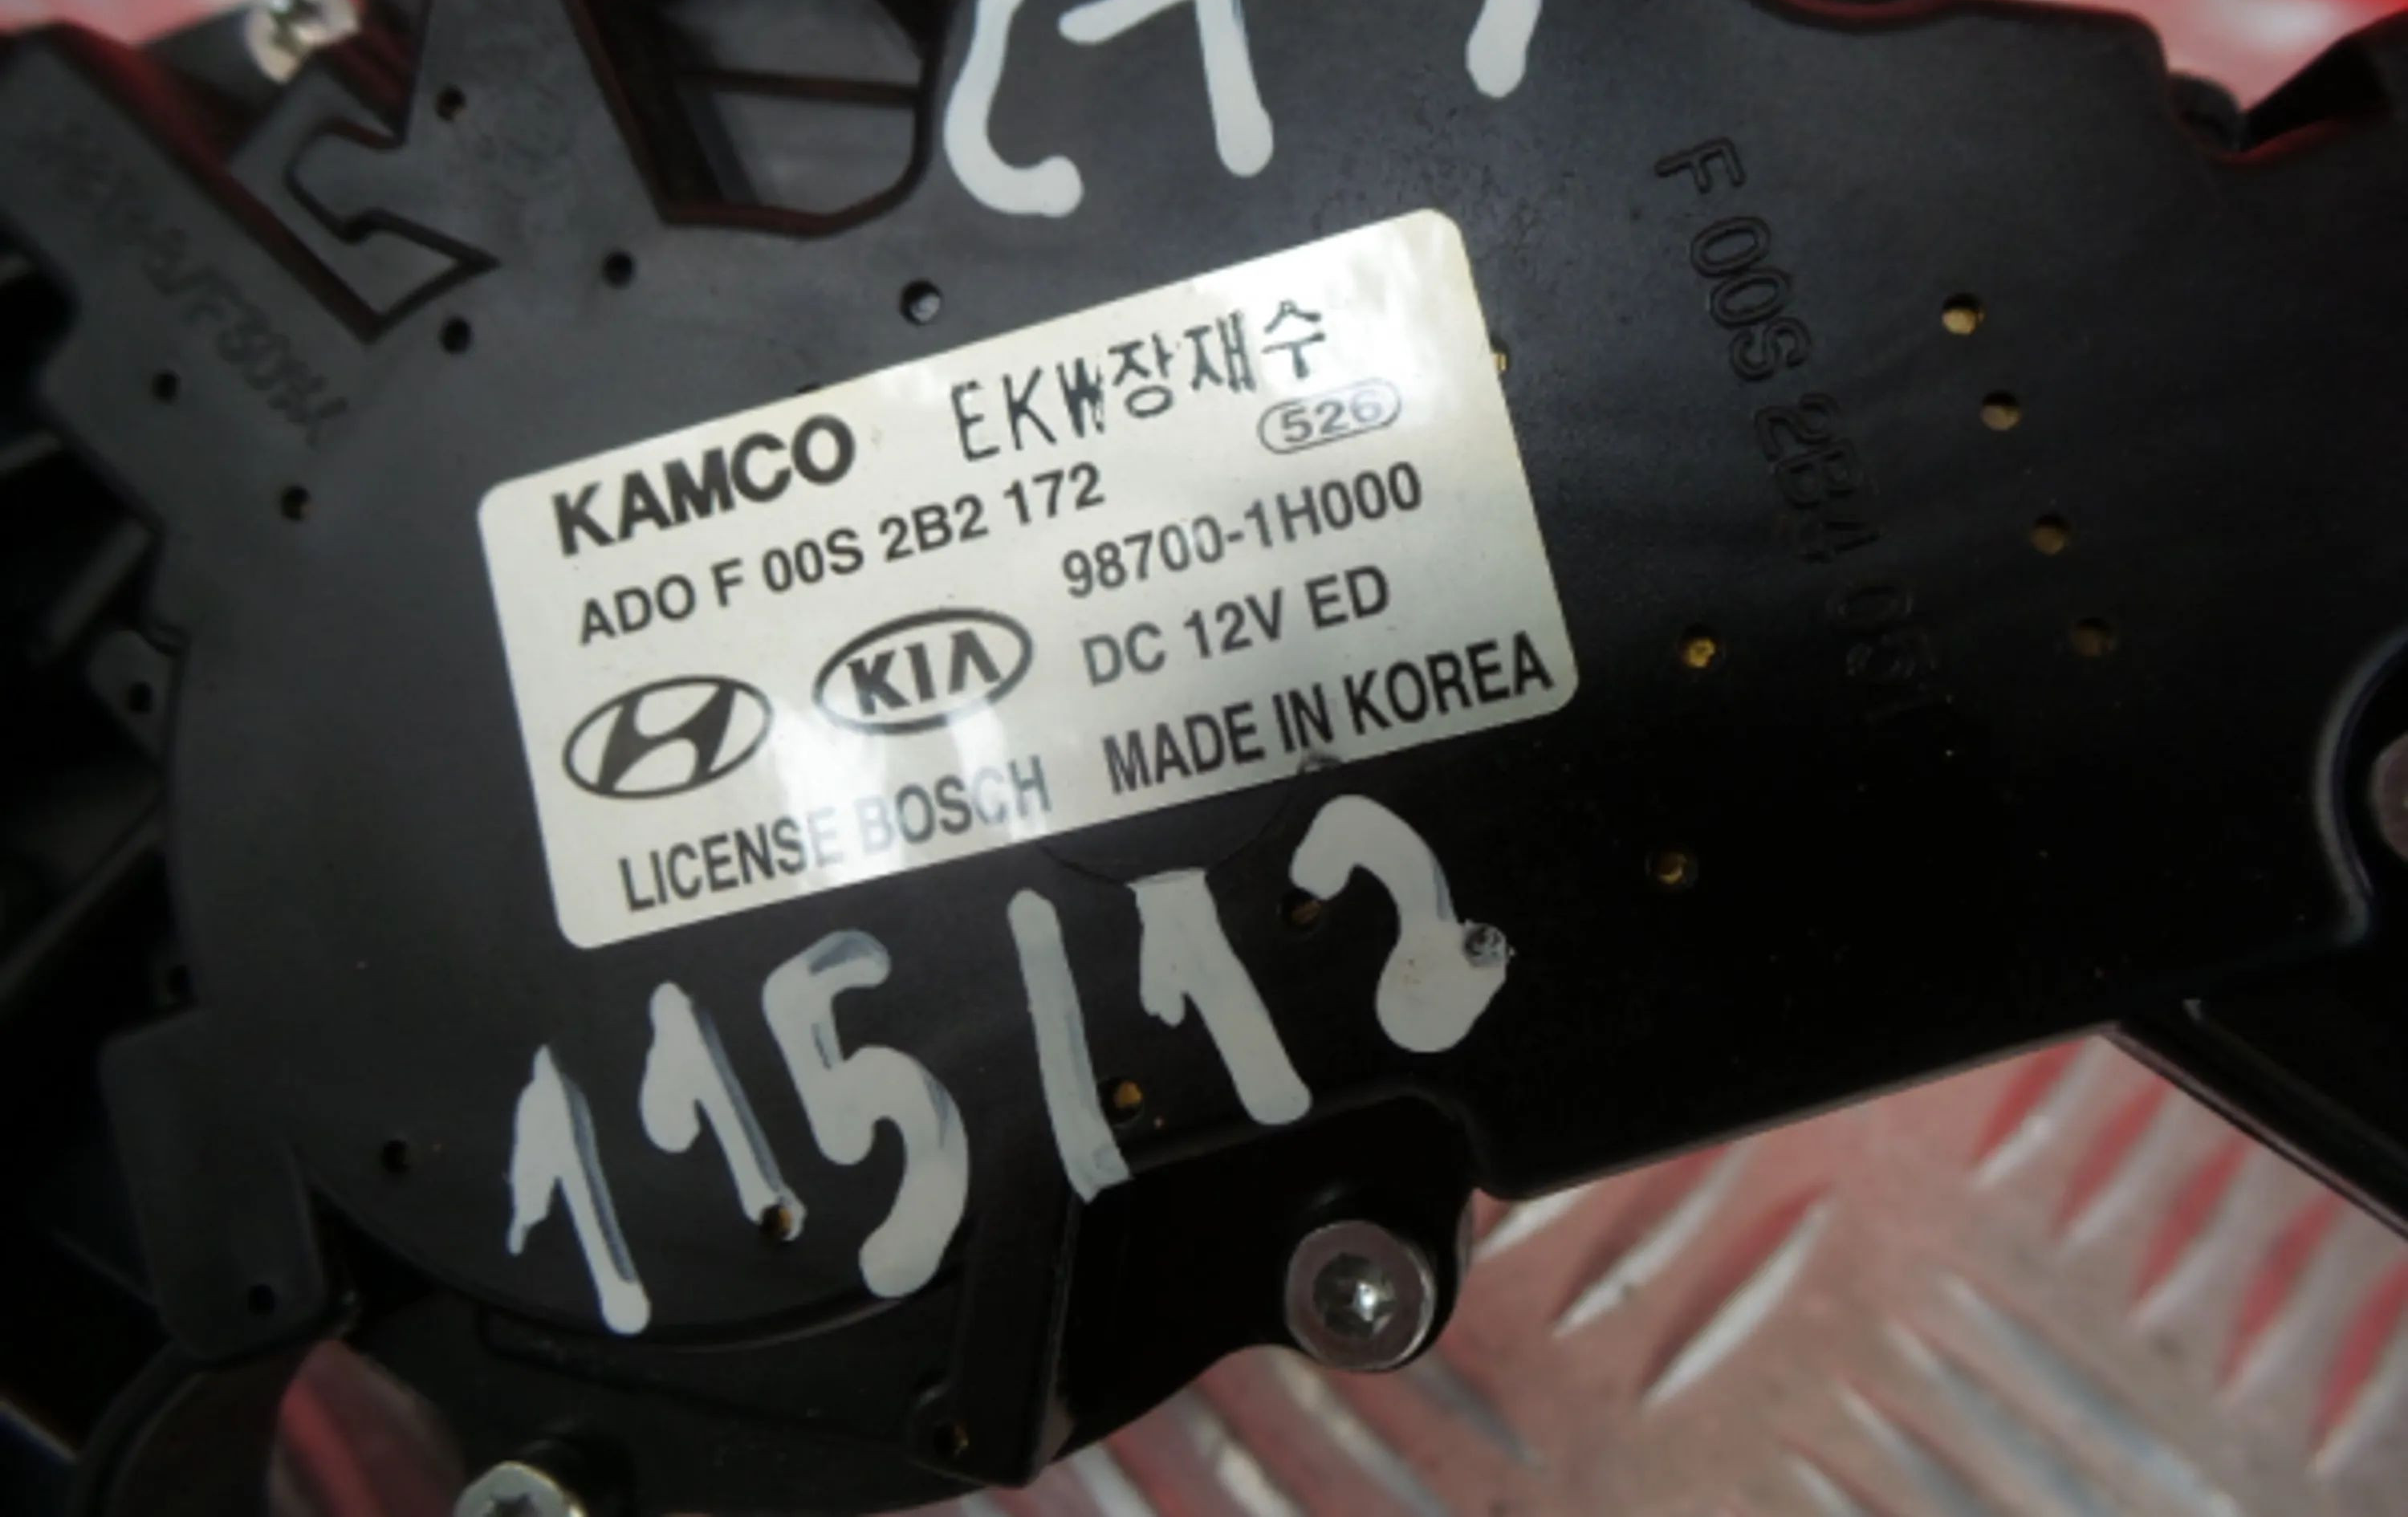 KAMCO EKW장재수
526
ADO F 00S 2B2 172
98700-1H000
KIA DC 12V ED
LICENSE BOSCH MADE IN KOREA
115/12
F 00S 2B4